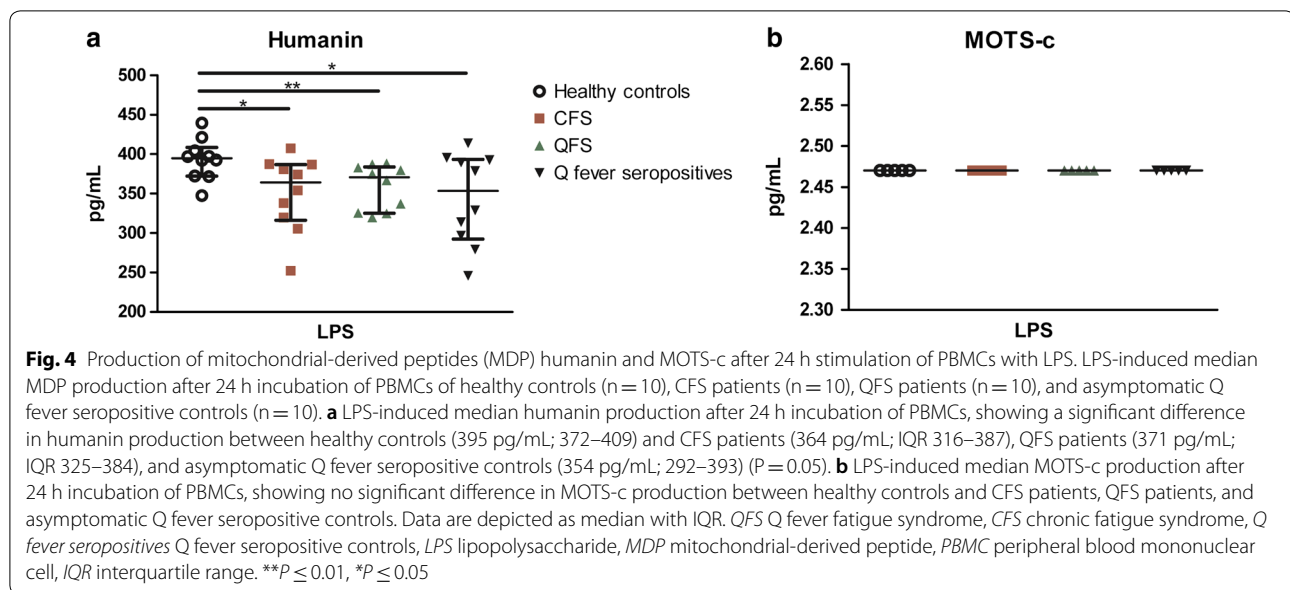 a
Humanin
500
450
400
350
300
250
200
pg/mL
*
**
*
LPS
Healthy controls
CFS
QFS
Q fever seropositives
b
MOTS-c
2.60
2.55
2.50
2.45
2.40
2.35
2.30
pg/mL
LPS
Fig. 4 Production of mitochondrial-derived peptides (MDP) humanin and MOTS-c after 24 h stimulation of PBMCs with LPS. LPS-induced median
MDP production after 24 h incubation of PBMCs of healthy controls (n = 10), CFS patients (n = 10), QFS patients (n = 10), and asymptomatic Q
fever seropositive controls (n = 10). a LPS-induced median humanin production after 24 h incubation of PBMCs, showing a significant difference
in humanin production between healthy controls (395 pg/mL; 372–409) and CFS patients (364 pg/mL; IQR 316–387), QFS patients (371 pg/mL;
IQR 325–384), and asymptomatic Q fever seropositive controls (354 pg/mL; 292–393) (P = 0.05). b LPS-induced median MOTS-c production after
24 h incubation of PBMCs, showing no significant difference in MOTS-c production between healthy controls and CFS patients, QFS patients, and
asymptomatic Q fever seropositive controls. Data are depicted as median with IQR. QFS Q fever fatigue syndrome, CFS chronic fatigue syndrome, Q
fever seropositives Q fever seropositive controls, LPS lipopolysaccharide, MDP mitochondrial-derived peptide, PBMC peripheral blood mononuclear
cell, IQR interquartile range. **P ≤ 0.01, *P ≤ 0.05